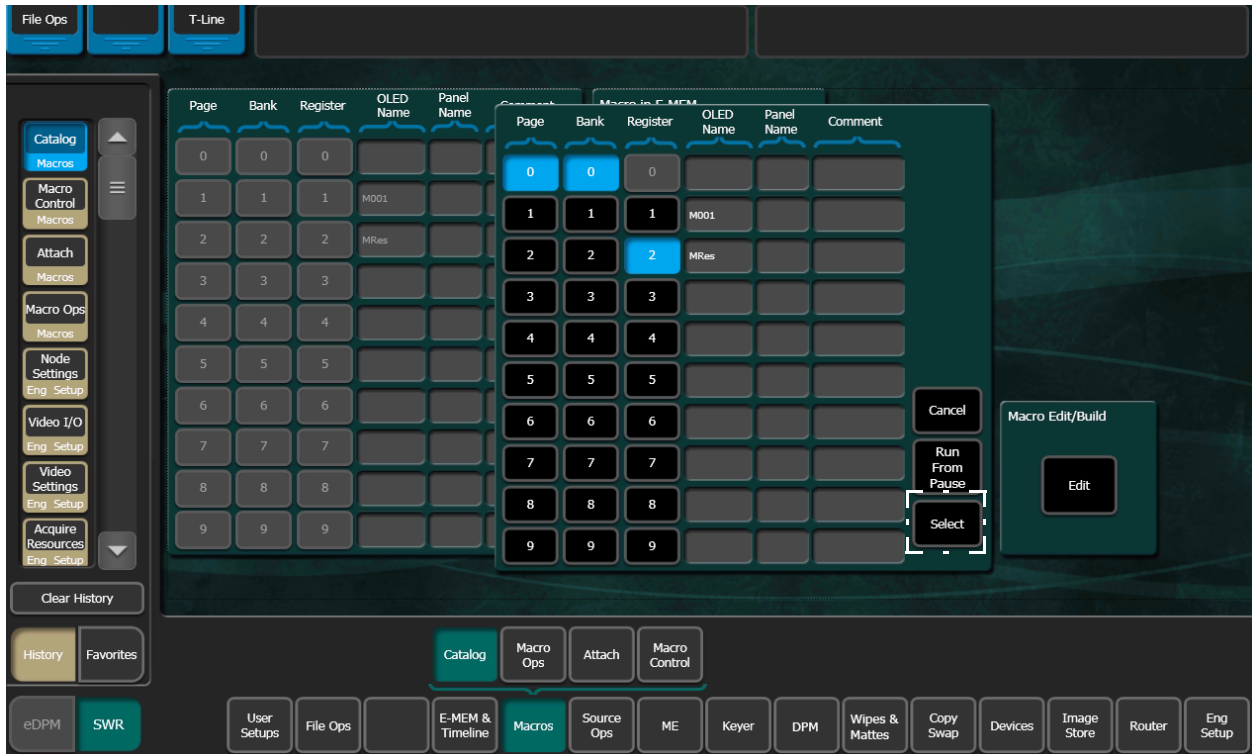 File Ops
T-Line
Page Bank Register OLED Name Panel Name Comment
Macro in E-MEM
0 0 0
1 1 1 M001
2 2 2 MRes
3 3 3
4 4 4
5 5 5
6 6 6
7 7 7
8 8 8
9 9 9
Page Bank Register OLED Name Panel Name Comment
0 0 0
1 1 1 M001
2 2 2 MRes
3 3 3
4 4 4
5 5 5
6 6 6
7 7 7
8 8 8
9 9 9
Cancel
Run
From
Pause
Select
Macro Edit/Build
Edit
Catalog
Macros
Macro
Control
Macros
Attach
Macros
Macro Ops
Macros
Node
Settings
Eng Setup
Video I/O
Eng Setup
Video
Settings
Eng Setup
Acquire
Resources
Eng Setup
Clear History
History Favorites
Catalog
Macro
Ops
Attach
Macro
Control
eDPM SWR
User
Setups
File Ops
E-MEM &
Timeline
Macros
Source
Ops
ME
Keyer
DPM
Wipes &
Mattes
Copy
Swap
Devices
Image
Store
Router
Eng
Setup